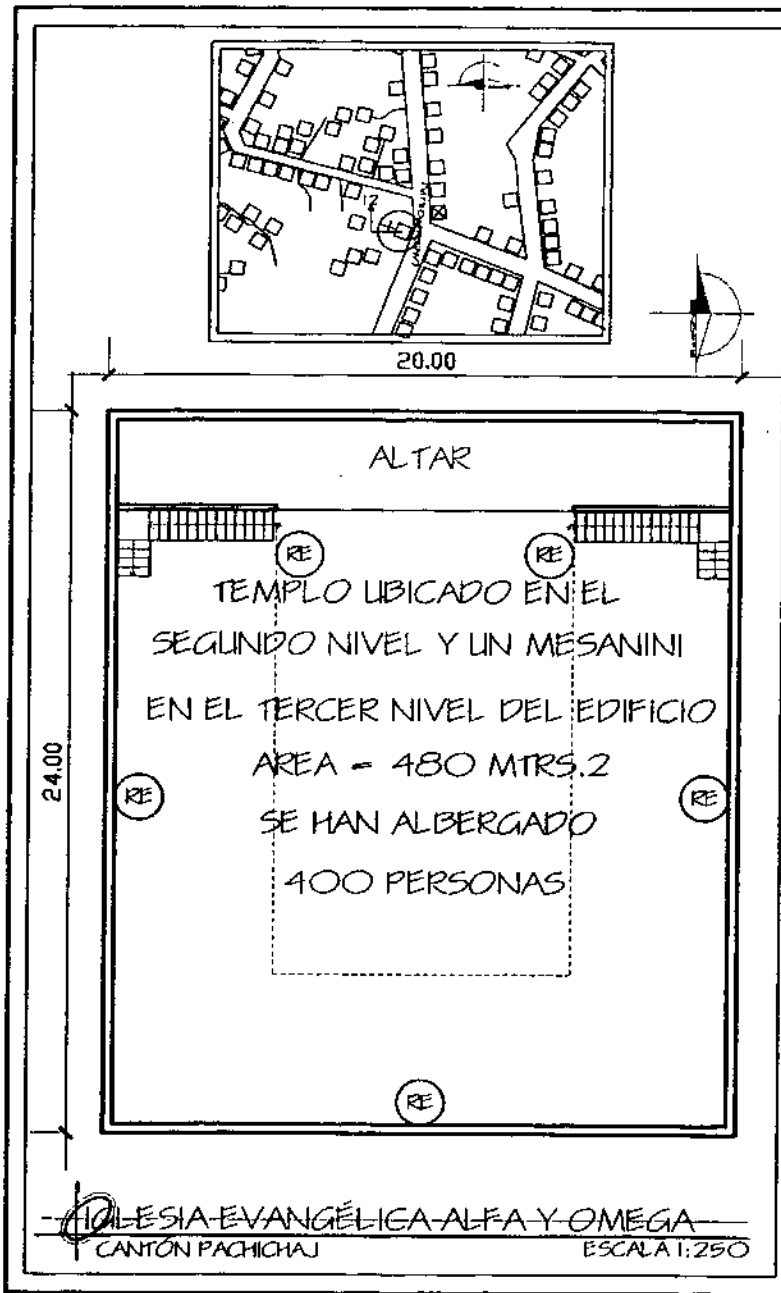 20.00
24.00
ALTAR
RE RE
TEMPLO UBICADO EN EL
SEGUNDO NIVEL Y UN MESANINI
EN EL TERCER NIVEL DEL EDIFICIO
AREA = 480 MTRS.2
RE RE
SE HAN ALBERGADO
400 PERSONAS
RE
IGLESIA EVANGÉLICA ALFA Y OMEGA
CANTÓN PACHICHAJ ESCALA 1:250